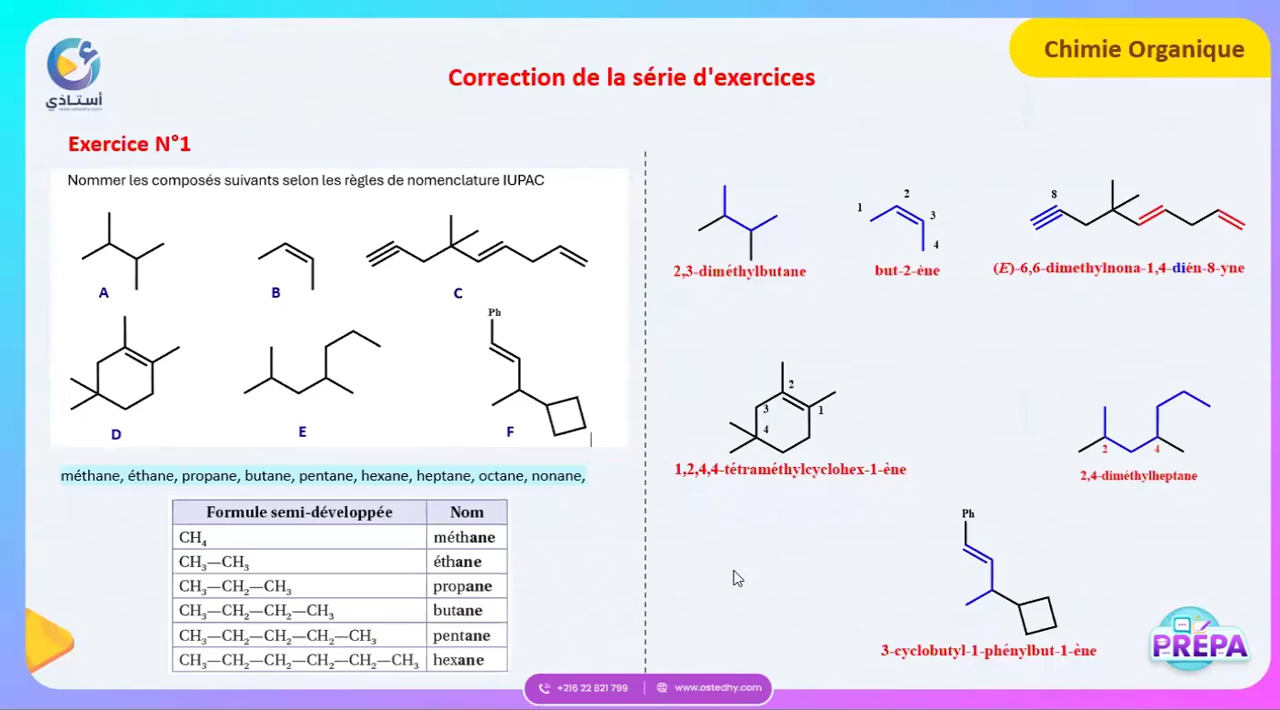 أستاذي
www.ostedhy.com
Chimie Organique
Correction de la série d'exercices
Exercice N°1
Nommer les composés suivants selon les règles de nomenclature IUPAC
A
B
C
Ph
D
E
F
méthane, éthane, propane, butane, pentane, hexane, heptane, octane, nonane,
Formule semi-développée Nom
CH₄ méthane
CH₃—CH₃ éthane
CH₃—CH₂—CH₃ propane
CH₃—CH₂—CH₂—CH₃ butane
CH₃—CH₂—CH₂—CH₂—CH₃ pentane
CH₃—CH₂—CH₂—CH₂—CH₂—CH₃ hexane
2,3-diméthylbutane
1 2 3 4
but-2-ène
8
(E)-6,6-dimethylnona-1,4-dién-8-yne
2
3 1
4
1,2,4,4-tétraméthylcyclohex-1-ène
2 4
2,4-diméthylheptane
Ph
3-cyclobutyl-1-phénylbut-1-ène
PRÉPA
+216 22 821 799 | www.ostedhy.com